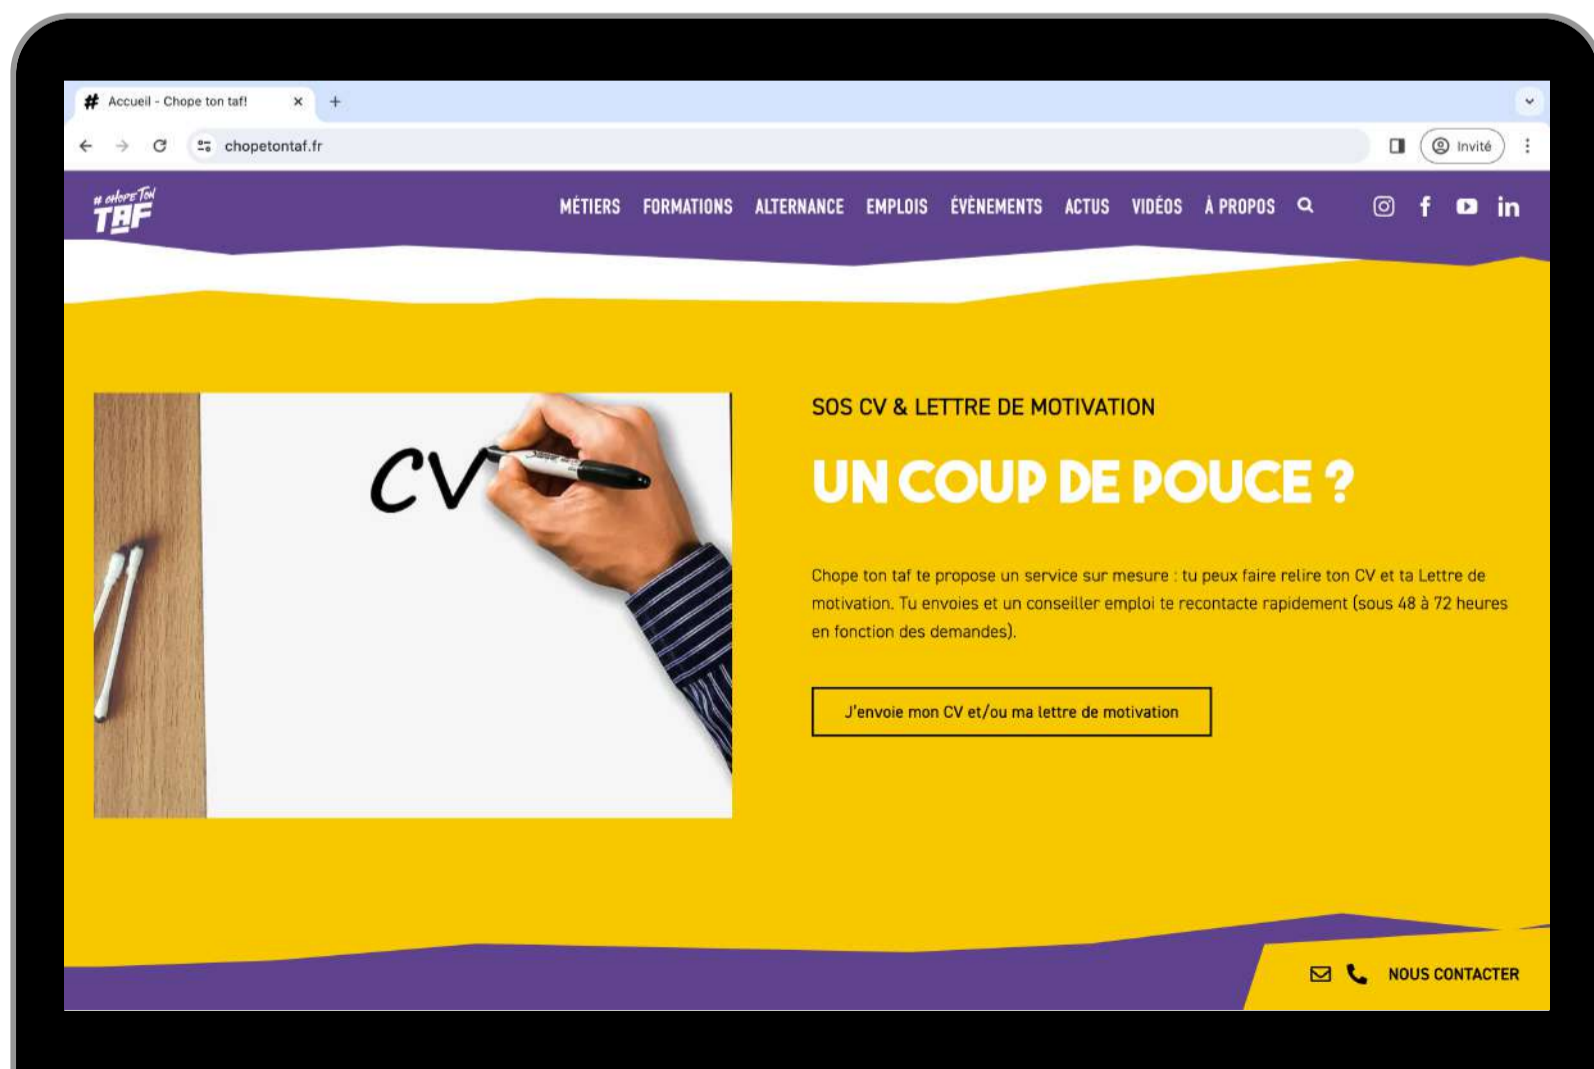 # Accueil - Chope ton taf!
chopetontaf.fr
Invité
# CHOPE TON
TAF
MÉTIERS FORMATIONS ALTERNANCE EMPLOIS ÉVÈNEMENTS ACTUS VIDÉOS À PROPOS
f in
CV
SOS CV & LETTRE DE MOTIVATION
UN COUP DE POUCE ?
Chope ton taf te propose un service sur mesure : tu peux faire relire ton CV et ta Lettre de
motivation. Tu envoies et un conseiller emploi te recontacte rapidement (sous 48 à 72 heures
en fonction des demandes).
J'envoie mon CV et/ou ma lettre de motivation
NOUS CONTACTER